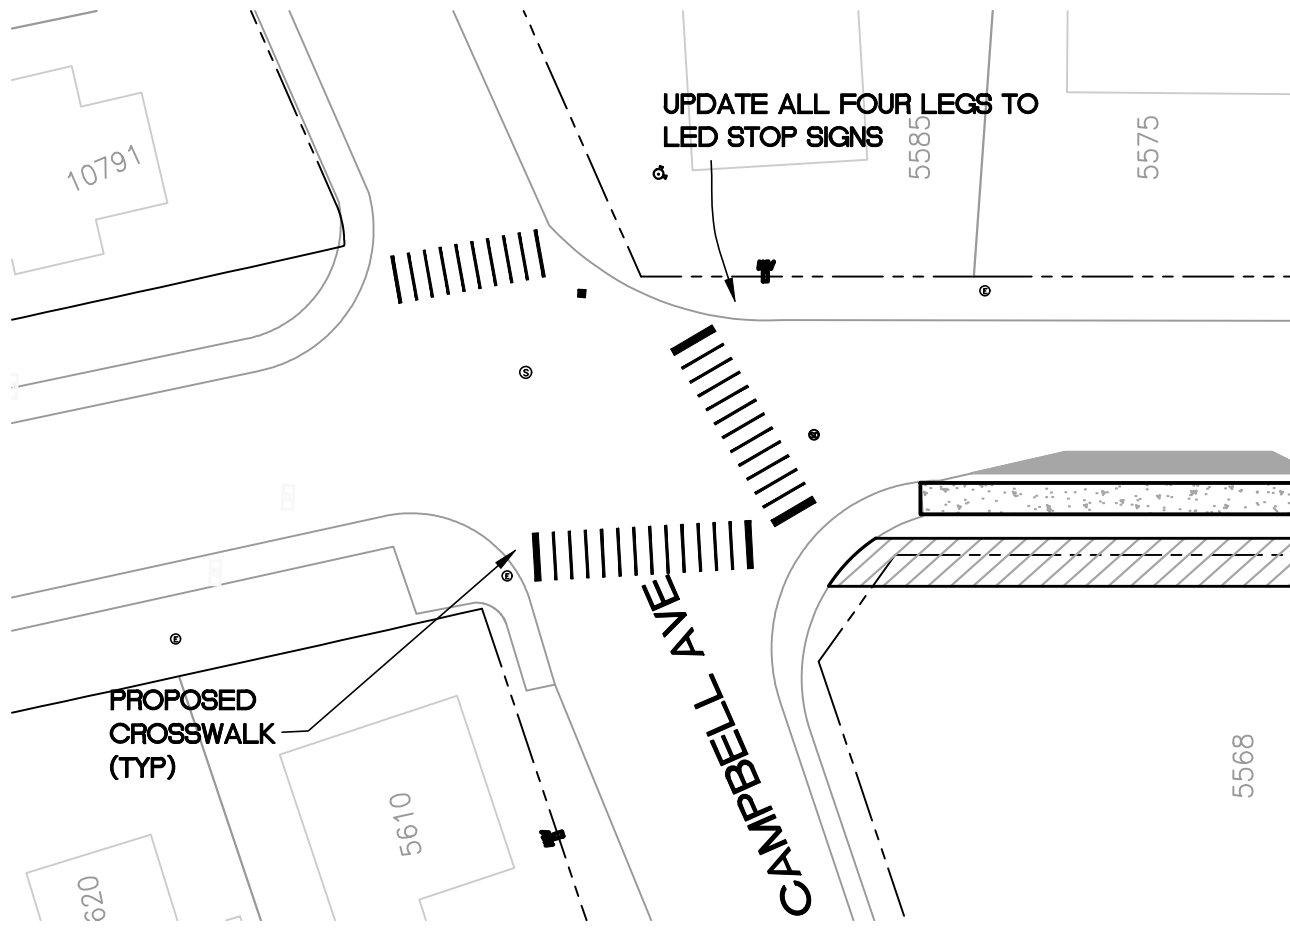 UPDATE ALL FOUR LEGS TO
LED STOP SIGNS
5585
5575
10791
S
E
E
E
PROPOSED
CROSSWALK
(TYP)
CAMPBELL AVE
5568
5610
620